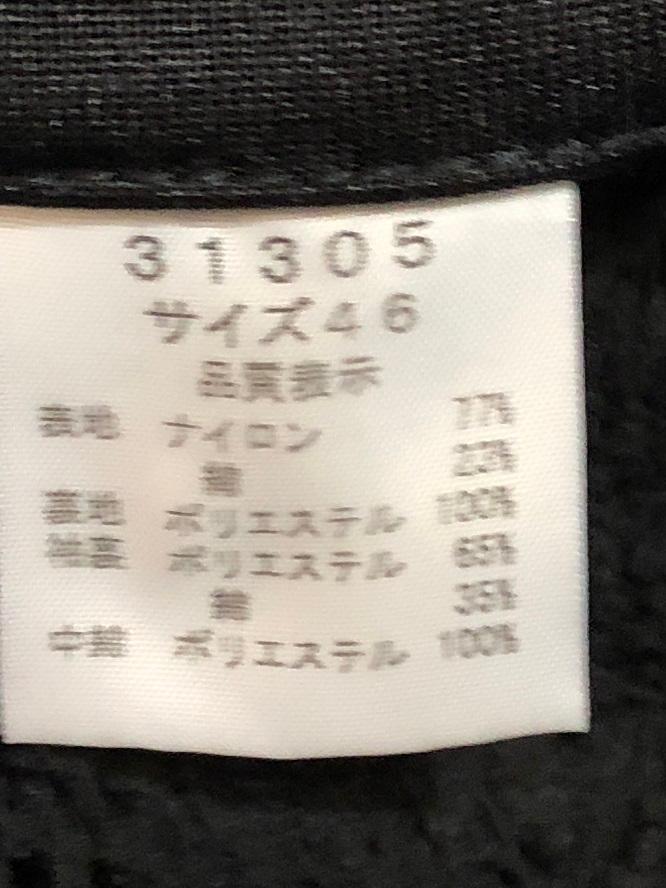 31305
サイズ46
品質表示
表地 ナイロン 77%
綿 23%
裏地 ポリエステル 100%
袖裏 ポリエステル 65%
綿 35%
中綿 ポリエステル 100%